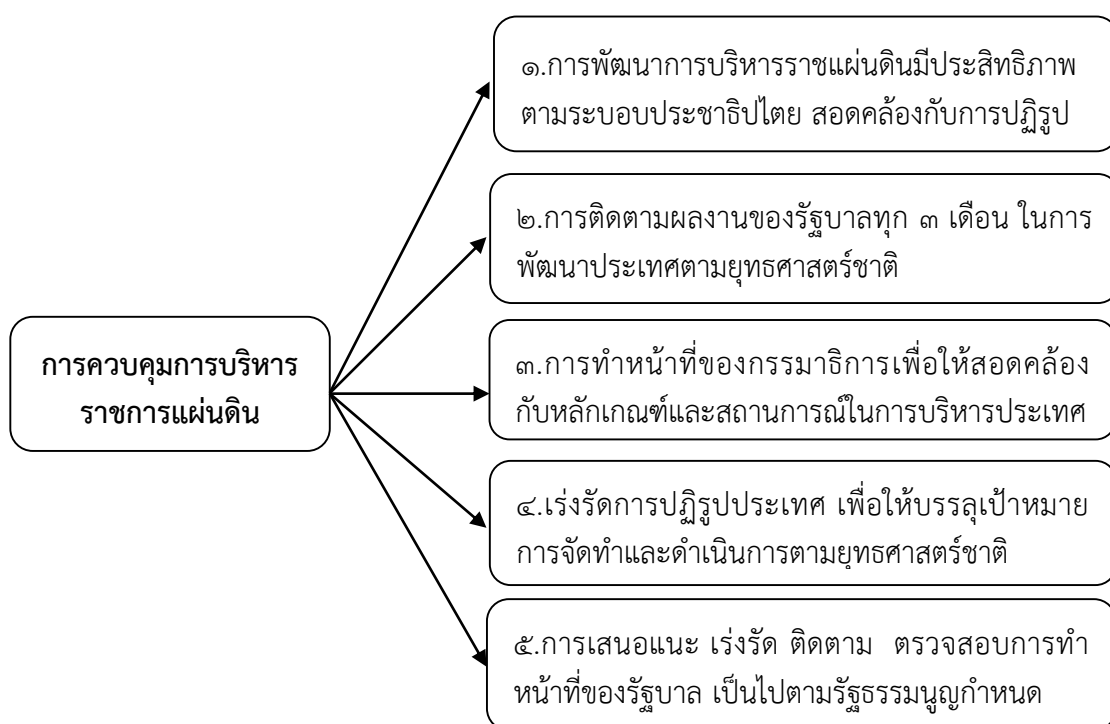 ๑.การพัฒนาการบริหารราชแผ่นดินมีประสิทธิภาพ
ตามระบอบประชาธิปไตย สอดคล้องกับการปฏิรูป
๒.การติดตามผลงานของรัฐบาลทุก ๓ เดือน ในการ
พัฒนาประเทศตามยุทธศาสตร์ชาติ
การควบคุมการบริหาร
ราชการแผ่นดิน
๓.การทำหน้าที่ของกรรมาธิการเพื่อให้สอดคล้อง
กับหลักเกณฑ์และสถานการณ์ในการบริหารประเทศ
๔.เร่งรัดการปฏิรูปประเทศ เพื่อให้บรรลุเป้าหมาย
การจัดทำและดำเนินการตามยุทธศาสตร์ชาติ
๕.การเสนอแนะ เร่งรัด ติดตาม ตรวจสอบการทำ
หน้าที่ของรัฐบาล เป็นไปตามรัฐธรรมนูญกำหนด